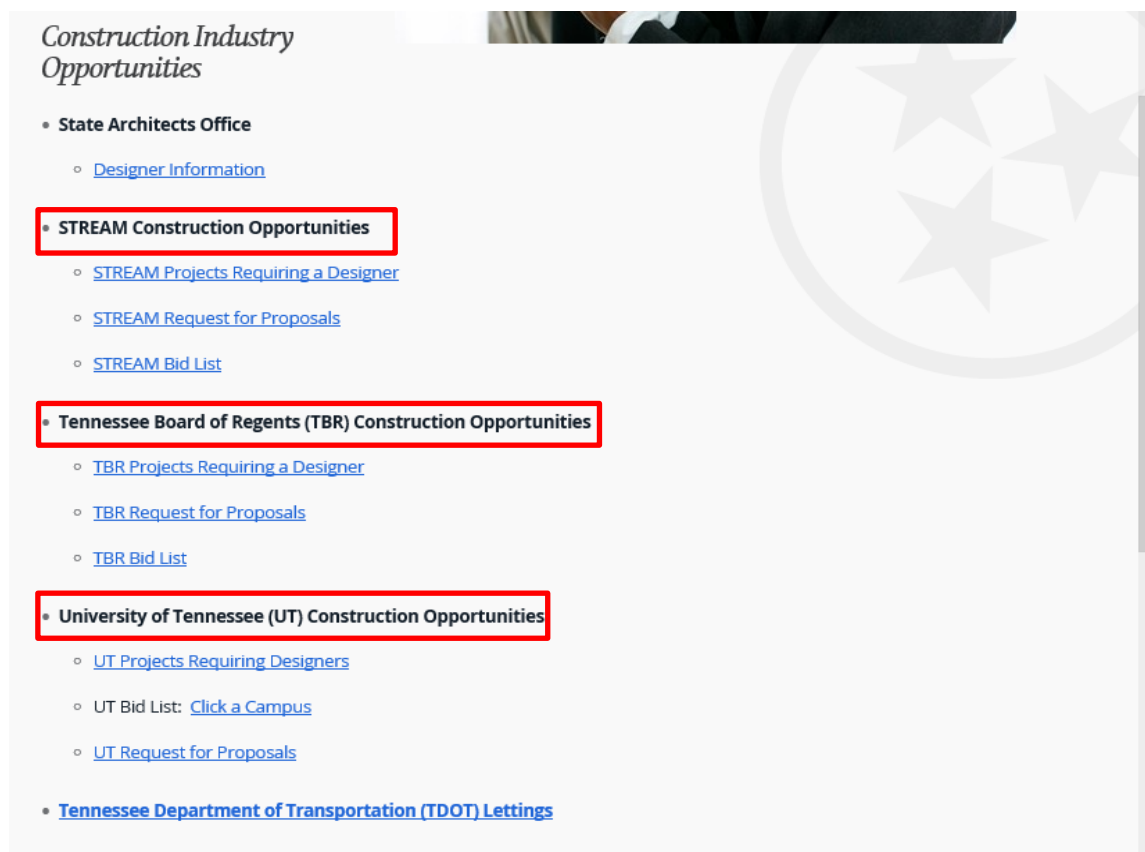 Construction Industry
Opportunities
State Architects Office
Designer Information
STREAM Construction Opportunities
STREAM Projects Requiring a Designer
STREAM Request for Proposals
STREAM Bid List
Tennessee Board of Regents (TBR) Construction Opportunities
TBR Projects Requiring a Designer
TBR Request for Proposals
TBR Bid List
University of Tennessee (UT) Construction Opportunities
UT Projects Requiring Designers
UT Bid List: Click a Campus
UT Request for Proposals
Tennessee Department of Transportation (TDOT) Lettings